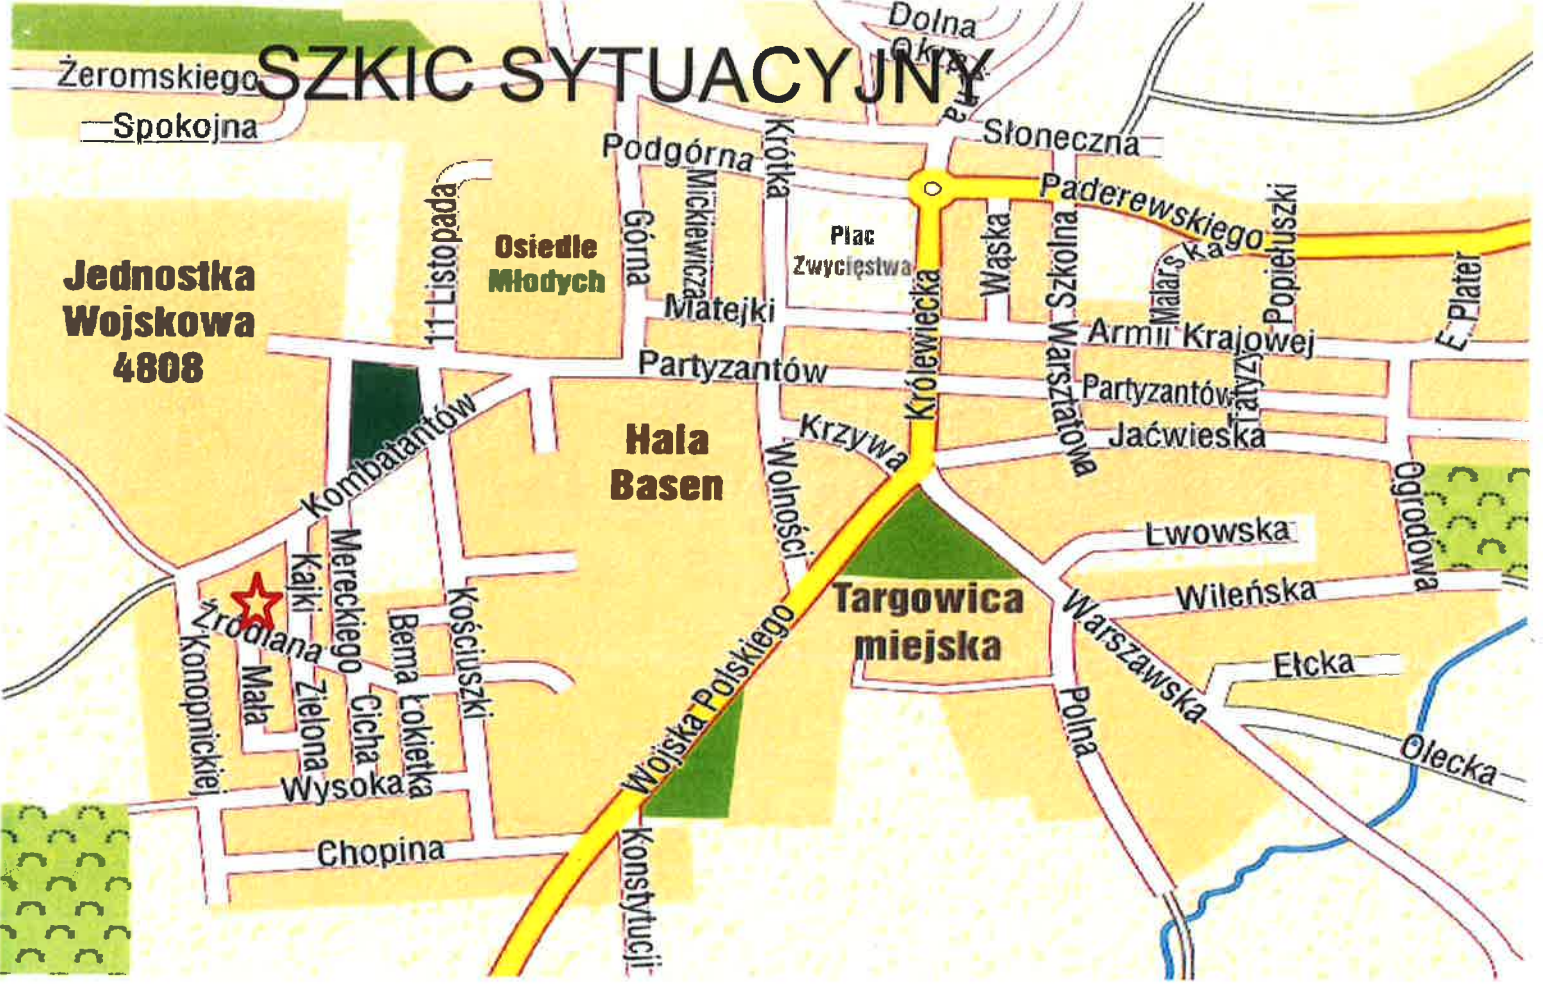 SZKIC SYTUACYJNY
Dolna
Żeromskiego
Spokojna
Słoneczna
Podgórna
Krótka
Mickiewicza
Górna
11 Listopada
Osiedle
Młodych
Plac
Zwycięstwa
Paderewskiego
Wąska
Szkolna
Malarska
Popiełuszki
E. Plater
Jednostka
Wojskowa
4808
Matejki
Królewiecka
Armii Krajowej
Partyzantów
Partyzantów
Warsztatowa
Tatyzy
Jaćwieska
Krzywa
Hala
Basen
Kombatantów
Wolności
Ogrodowa
Lwowska
Wileńska
Targowica
miejska
Warszawska
Ełcka
Olecka
Polna
Wojska Polskiego
Konstytucji
Kajki
Mereckiego
Źródlana
Konopnickiej
Mała
Zielona
Cicha
Bema
Łokietka
Kościuszki
Wysoka
Chopina